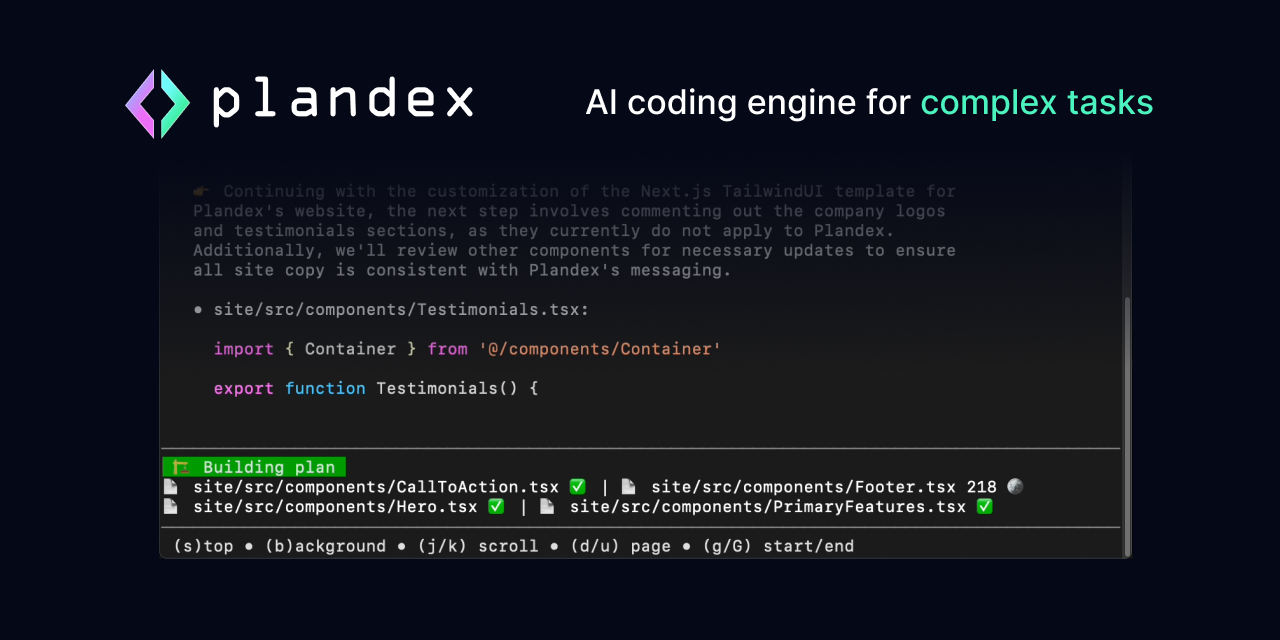 plandex
AI coding engine for complex tasks
👉 Continuing with the customization of the Next.js TailwindUI template for
Plandex's website, the next step involves commenting out the company logos
and testimonials sections, as they currently do not apply to Plandex.
Additionally, we'll review other components for necessary updates to ensure
all site copy is consistent with Plandex's messaging.
• site/src/components/Testimonials.tsx:
import { Container } from '@/components/Container'
export function Testimonials() {
🏗 Building plan
📄 site/src/components/CallToAction.tsx ✅ | 📄 site/src/components/Footer.tsx 218 🌕
📄 site/src/components/Hero.tsx ✅ | 📄 site/src/components/PrimaryFeatures.tsx ✅
(s)top • (b)ackground • (j/k) scroll • (d/u) page • (g/G) start/end